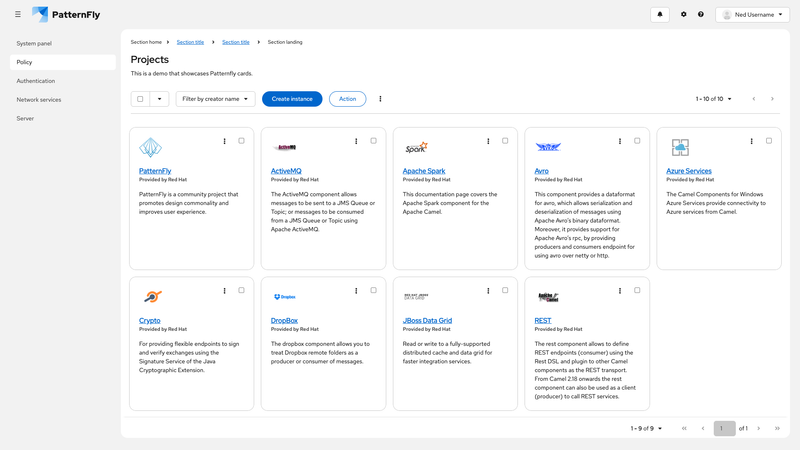 PatternFly
Ned Username
System panel
Policy
Authentication
Network services
Server
Section home
Section title
Section title
Section landing
Projects
This is a demo that showcases Patternfly cards.
Filter by creator name
Create instance
Action
1 - 10 of 10
PatternFly
Provided by Red Hat
PatternFly is a community project that
promotes design commonality and
improves user experience.
ActiveMQ
ActiveMQ
Provided by Red Hat
The ActiveMQ component allows
messages to be sent to a JMS Queue or
Topic; or messages to be consumed
from a JMS Queue or Topic using
Apache ActiveMQ.
Spark
Apache Spark
Provided by Red Hat
This documentation page covers the
Apache Spark component for the
Apache Camel.
Avro
Provided by Red Hat
This component provides a dataformat
for avro, which allows serialization and
deserialization of messages using
Apache Avro's binary dataformat.
Moreover, it provides support for
Apache Avro's rpc, by providing
producers and consumers endpoint for
using avro over netty or http.
Azure Services
Provided by Red Hat
The Camel Components for Windows
Azure Services provide connectivity to
Azure services from Camel.
Crypto
Provided by Red Hat
For providing flexible endpoints to sign
and verify exchanges using the
Signature Service of the Java
Cryptographic Extension.
Dropbox
DropBox
Provided by Red Hat
The dropbox component allows you to
treat Dropbox remote folders as a
producer or consumer of messages.
RED HAT JBOSS
DATA GRID
JBoss Data Grid
Provided by Red Hat
Read or write to a fully-supported
distributed cache and data grid for
faster integration services.
Apache
Camel
REST
Provided by Red Hat
The rest component allows to define
REST endpoints (consumer) using the
Rest DSL and plugin to other Camel
components as the REST transport.
From Camel 2.18 onwards the rest
component can also be used as a client
(producer) to call REST services.
1 - 9 of 9
1
of 1